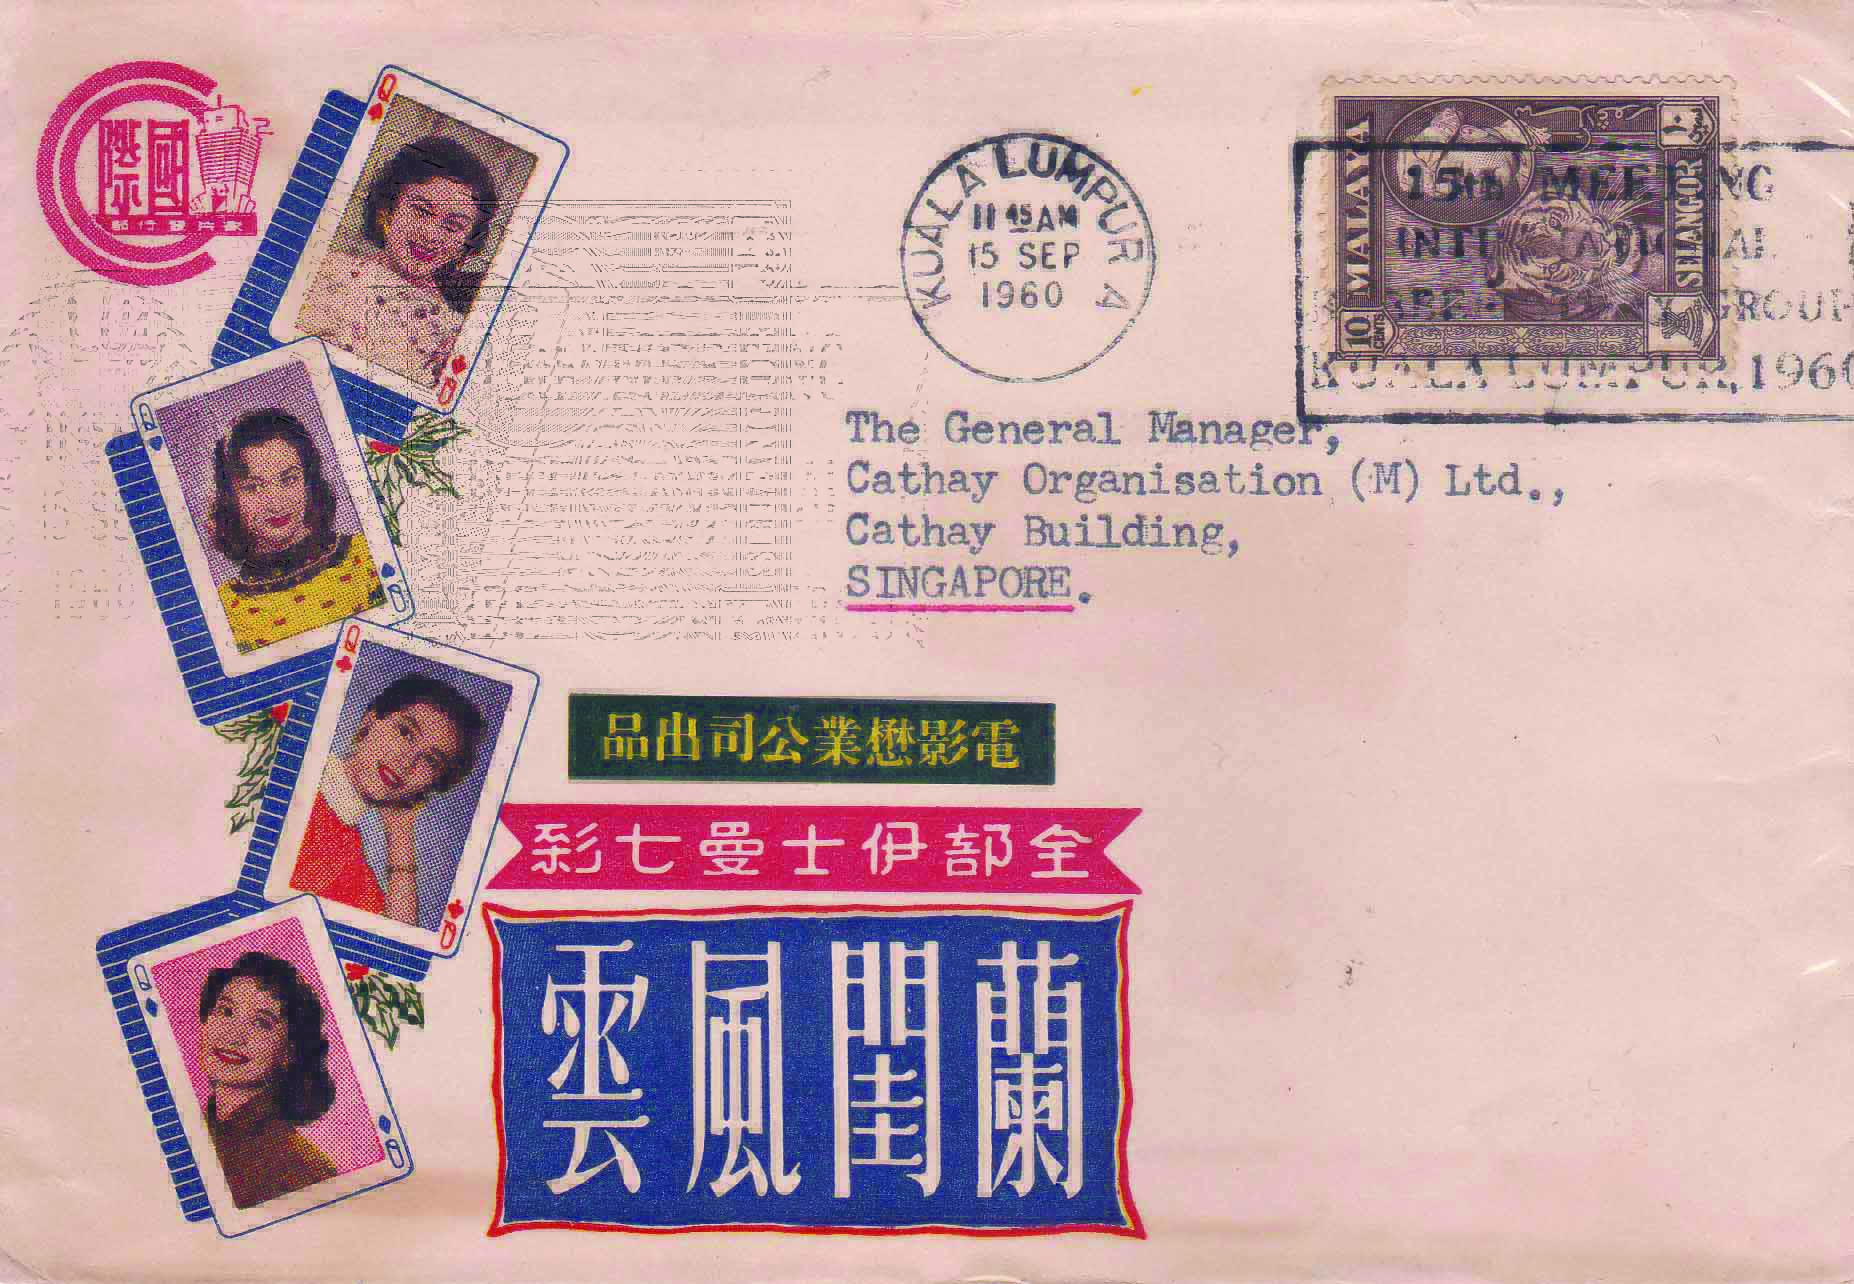 國際
Q
Q
Q
Q
Q
Q
Q
Q
KUALA LUMPUR 4
11 45 AM
15 SEP
1960
MALAYA
SELANGOR
10 CENTS
15th MEETING
INTERNATIONAL
GROUP
KUALA LUMPUR, 1960
The General Manager,
Cathay Organisation (M) Ltd.,
Cathay Building,
SINGAPORE.
電影懋業公司出品
全部伊士曼七彩
蘭閨風雲